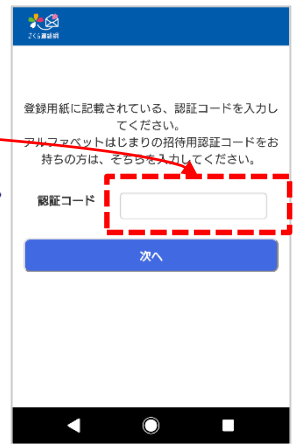 さくら連絡網
登録用紙に記載されている、認証コードを入力し
てください。
アルファベットはじまりの招待用認証コードをお
持ちの方は、そちらを入力してください。
認証コード
次へ